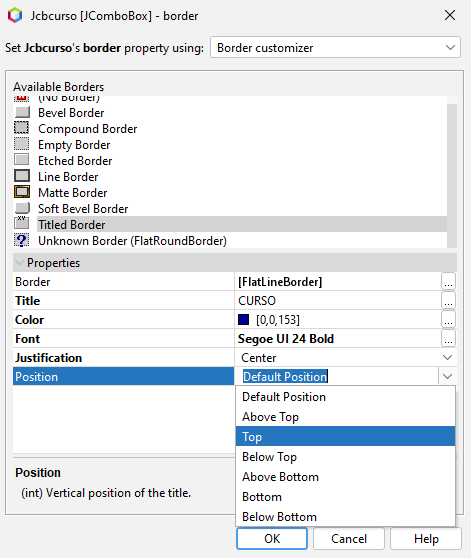 Jcbcurso [JComboBox] - border
Set Jcbcurso's border property using: Border customizer
Available Borders
(No Border)
Bevel Border
Compound Border
Empty Border
Etched Border
Line Border
Matte Border
Soft Bevel Border
Titled Border
Unknown Border (FlatRoundBorder)
Properties
Border [FlatLineBorder] ...
Title CURSO ...
Color [0,0,153] ...
Font Segoe UI 24 Bold ...
Justification Center
Position Default Position
Default Position
Above Top
Top
Below Top
Above Bottom
Bottom
Below Bottom
Position
(int) Vertical position of the title.
OK Cancel Help